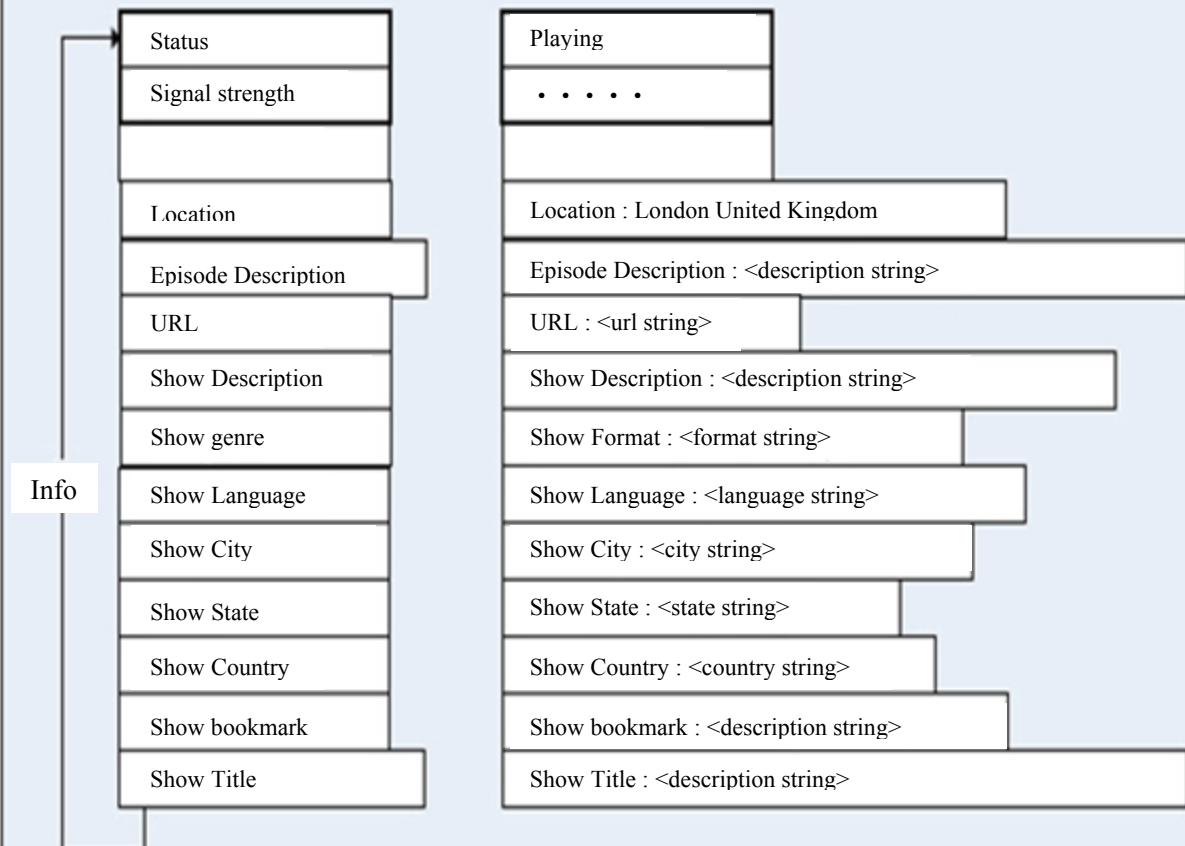 Status Playing
Signal strength • • • • •
Location Location : London United Kingdom
Episode Description Episode Description : <description string>
URL URL : <url string>
Show Description Show Description : <description string>
Show genre Show Format : <format string>
Info
Show Language Show Language : <language string>
Show City Show City : <city string>
Show State Show State : <state string>
Show Country Show Country : <country string>
Show bookmark Show bookmark : <description string>
Show Title Show Title : <description string>